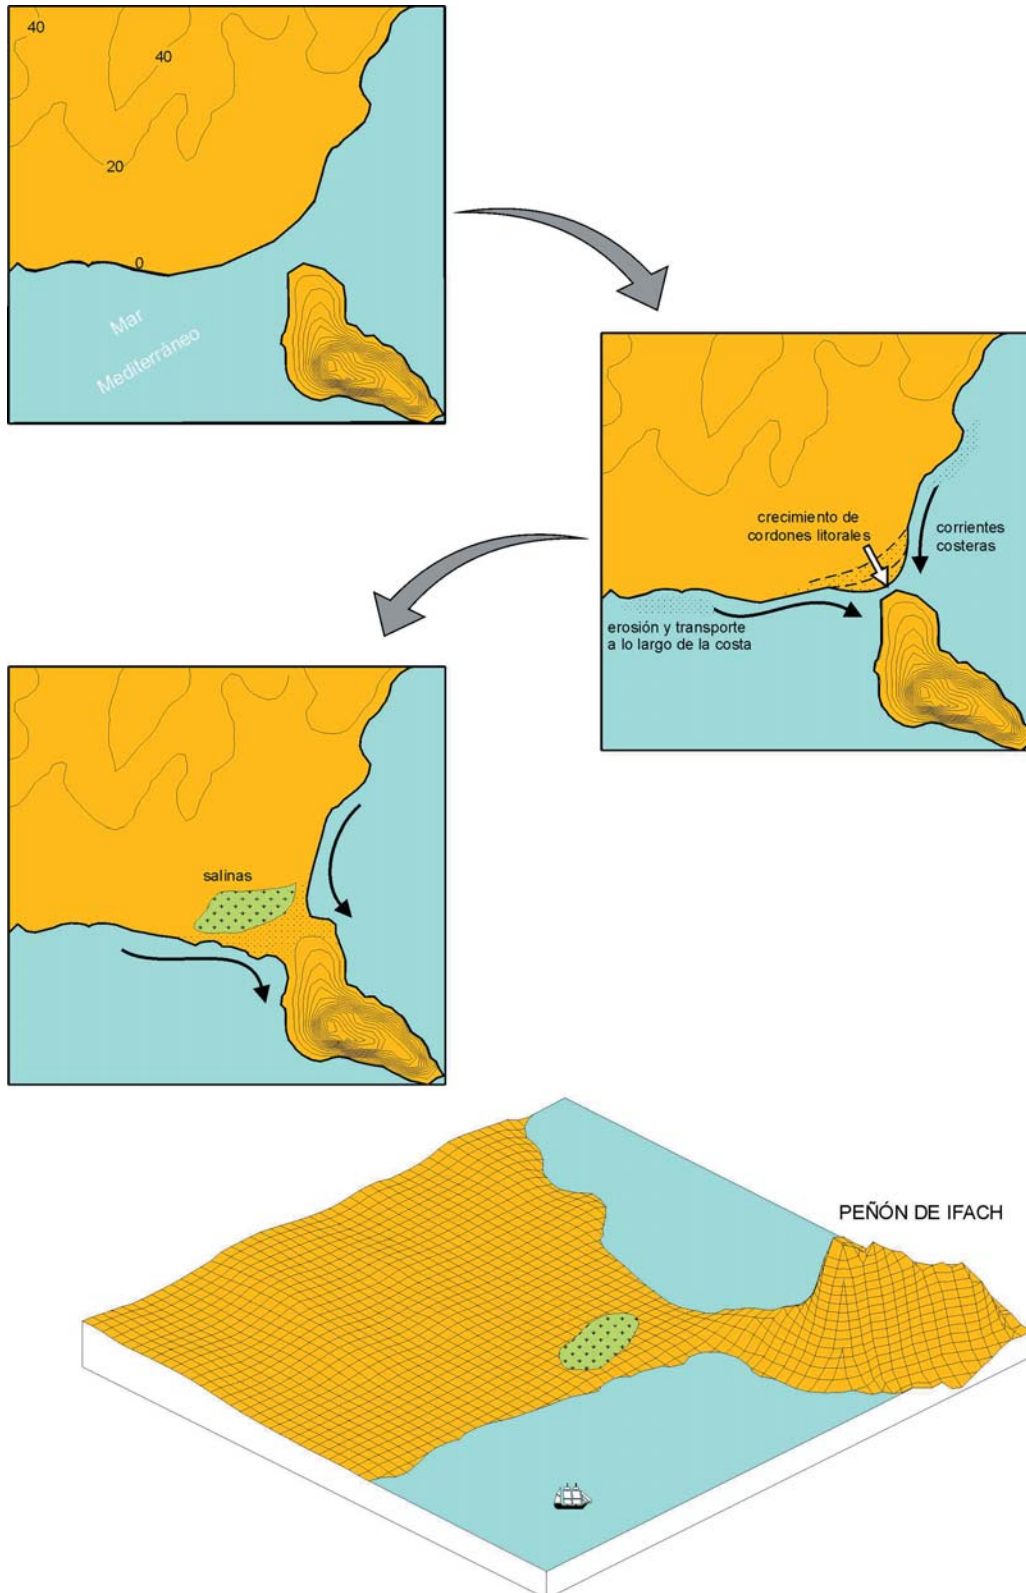 40
40
20
0
Mar
Mediterráneo
crecimiento de
cordones litorales
corrientes
costeras
erosión y transporte
a lo largo de la costa
salinas
PEÑÓN DE IFACH